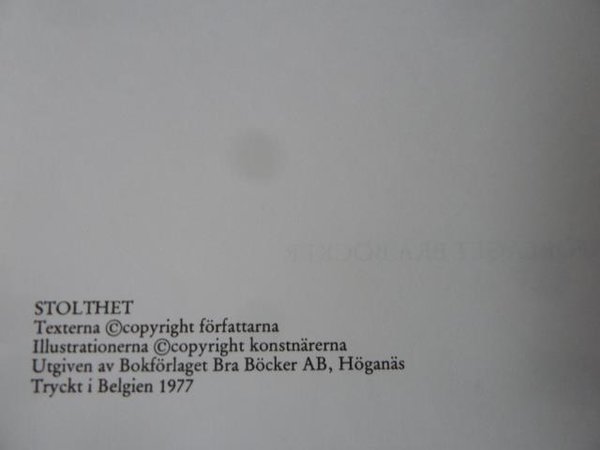 STOLTHET
Texterna ©copyright författarna
Illustrationerna ©copyright konstnärerna
Utgiven av Bokförlaget Bra Böcker AB, Höganäs
Tryckt i Belgien 1977